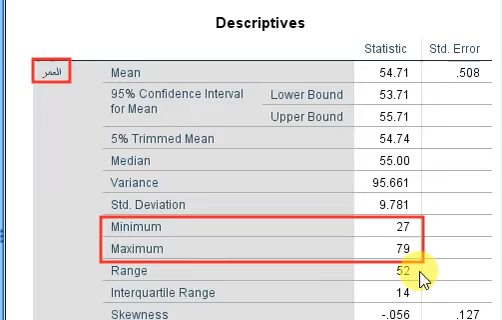 Descriptives
Statistic Std. Error
العمر Mean 54.71 .508
95% Confidence Interval for Mean Lower Bound 53.71
Upper Bound 55.71
5% Trimmed Mean 54.74
Median 55.00
Variance 95.661
Std. Deviation 9.781
Minimum 27
Maximum 79
Range 52
Interquartile Range 14
Skewness -.056 .127